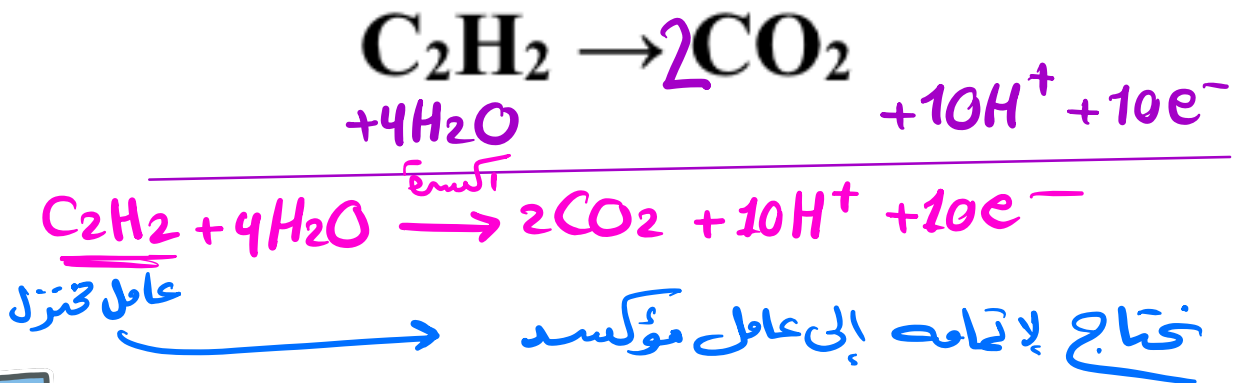 C₂H₂ → 2CO₂
+4H₂O +10H⁺ +10e⁻
أكسدة
C₂H₂ + 4H₂O → 2CO₂ + 10H⁺ + 10e⁻
عامل مختزل
نحتاج لإتمامه إلى عامل مؤكسد